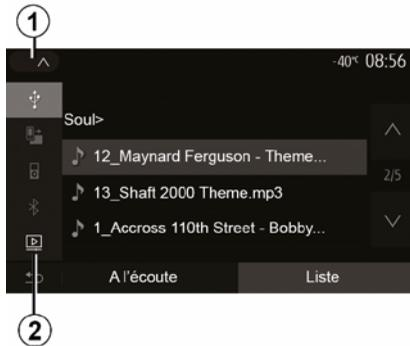 1
-40°C 08:56
Soul>
12_Maynard Ferguson - Theme...
13_Shaft 2000 Theme.mp3
2/5
1_Accross 110th Street - Bobby...
A l'écoute Liste
2